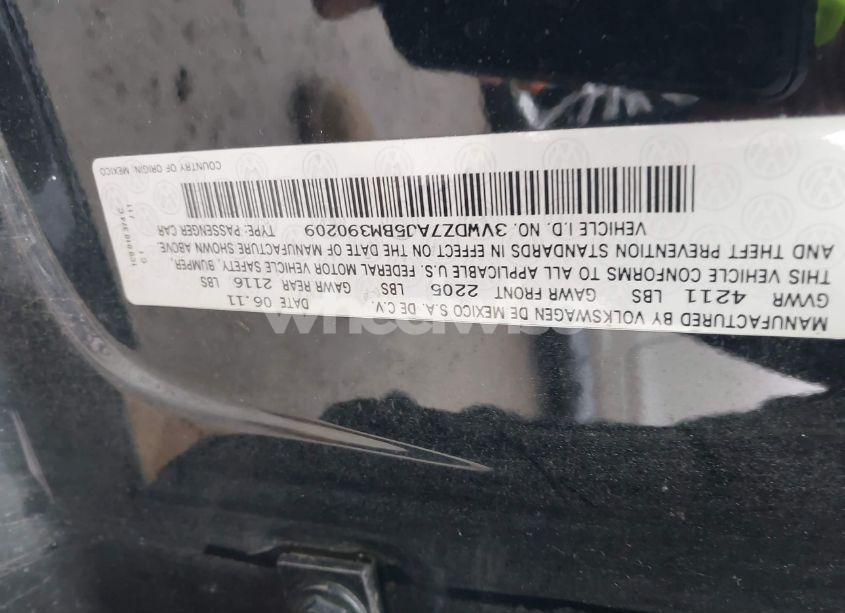 MANUFACTURED BY VOLKSWAGEN DE MEXICO S.A. DE C.V. DATE 06.11
GVWR 4211 LBS GAWR FRONT 2205 LBS GAWR REAR 2116 LBS
THIS VEHICLE CONFORMS TO ALL APPLICABLE U.S. FEDERAL MOTOR VEHICLE SAFETY, BUMPER,
AND THEFT PREVENTION STANDARDS IN EFFECT ON THE DATE OF MANUFACTURE SHOWN ABOVE.
VEHICLE I.D. NO. 3VWDZ7AJ5BM390209 TYPE: PASSENGER CAR
COUNTRY OF ORIGIN: MEXICO
wheelwise